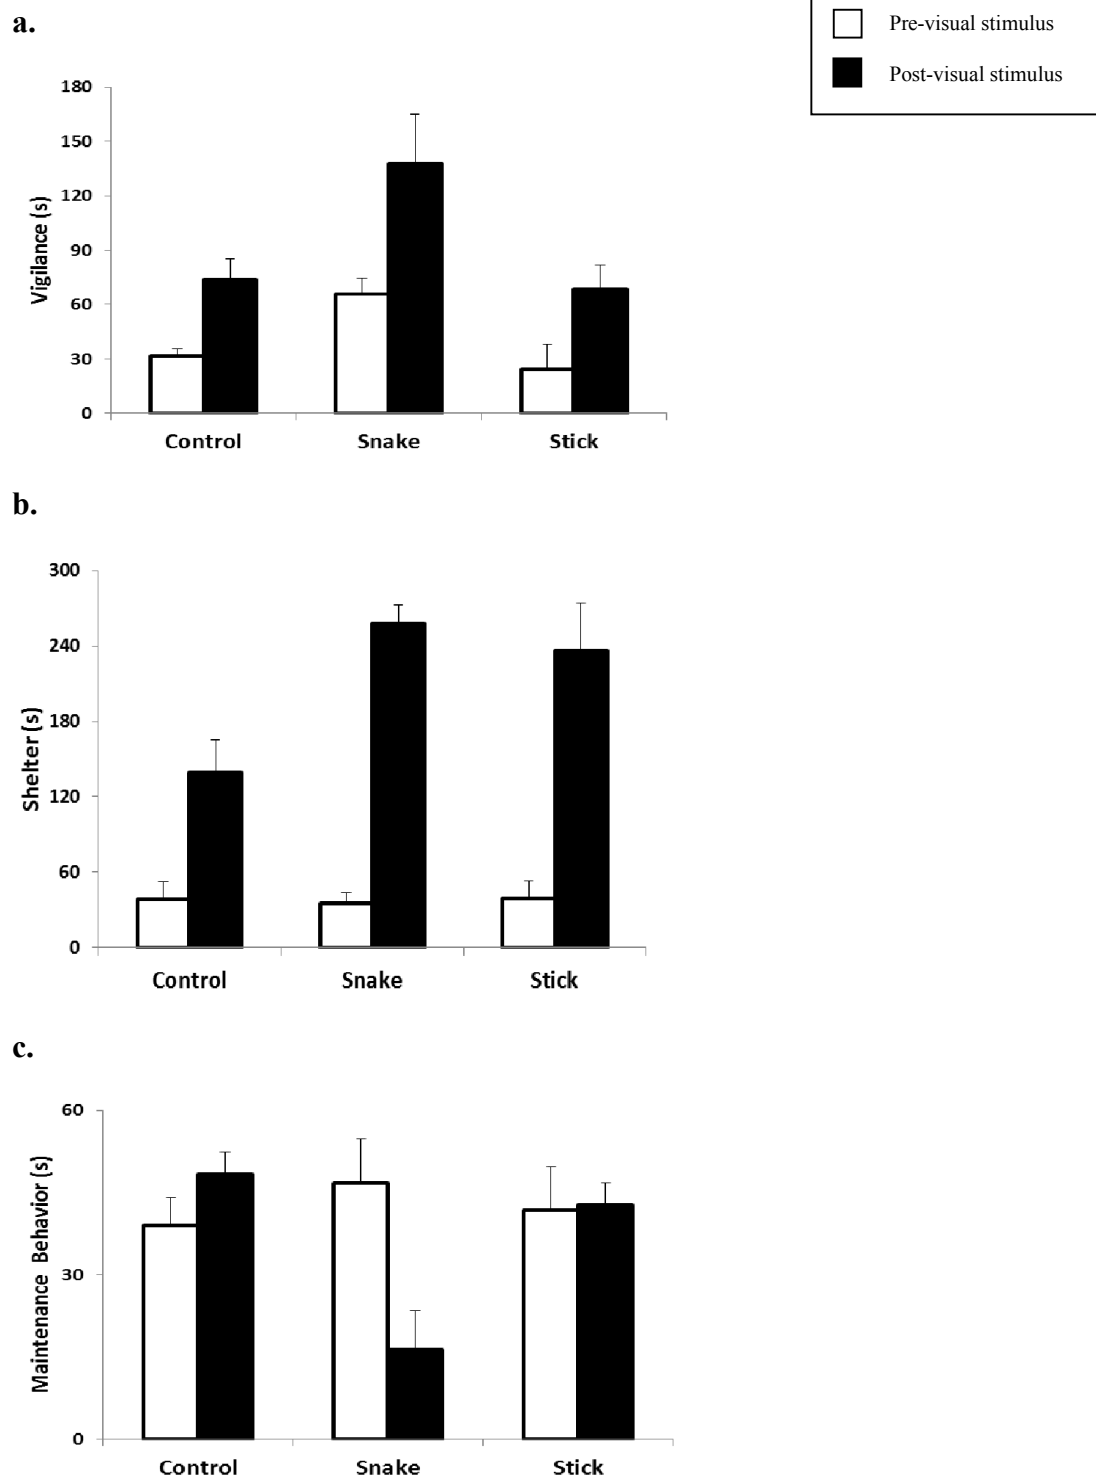 a.
Pre-visual stimulus
Post-visual stimulus
180
150
120
90
60
30
0
Vigilance (s)
Control Snake Stick
b.
300
240
180
120
60
0
Shelter (s)
Control Snake Stick
c.
60
30
0
Maintenance Behavior (s)
Control Snake Stick